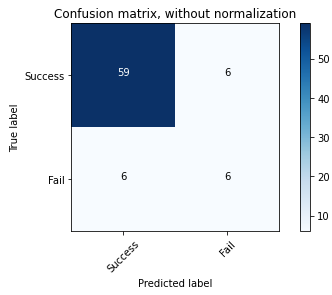 Confusion matrix, without normalization
True label
Success
59
6
Fail
6
6
Success
Fail
Predicted label
50
40
30
20
10